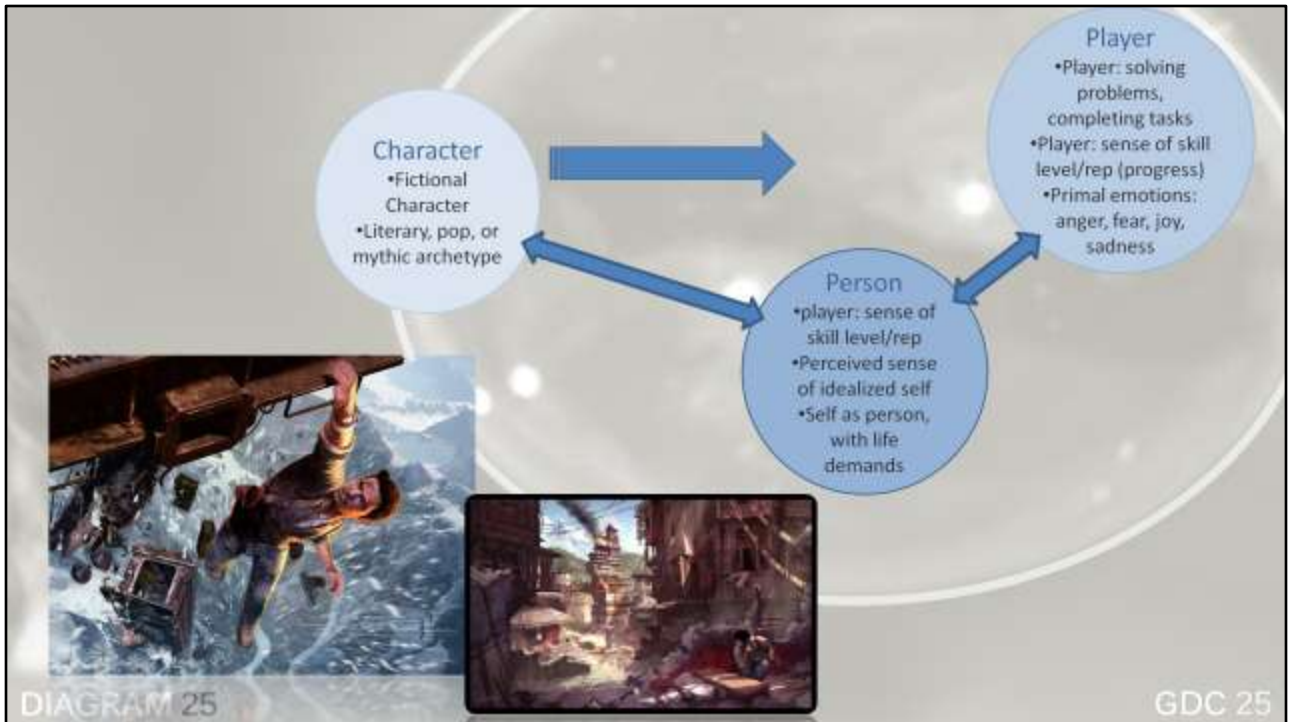 Character
•Fictional
Character
•Literary, pop, or
mythic archetype
Player
•Player: solving
problems,
completing tasks
•Player: sense of skill
level/rep (progress)
•Primal emotions:
anger, fear, joy,
sadness
Person
•player: sense of
skill level/rep
•Perceived sense
of idealized self
•Self as person,
with life
demands
DIAGRAM 25
GDC 25